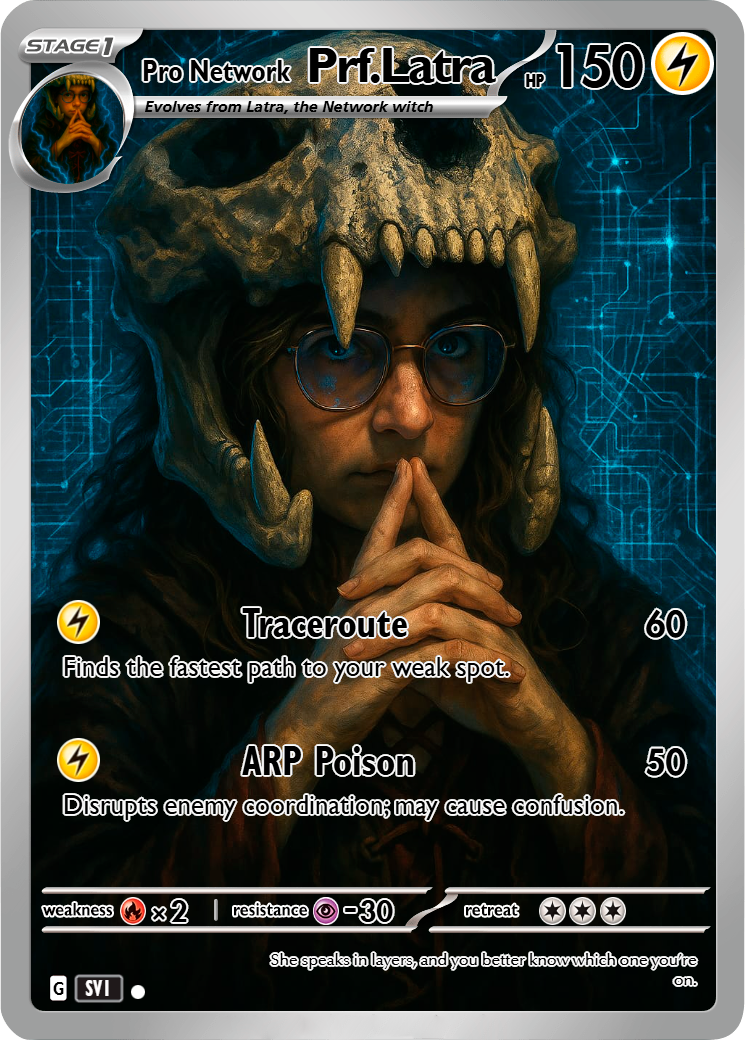 STAGE1
Pro Network Prf.Latra HP 150
Evolves from Latra, the Network witch
Traceroute 60
Finds the fastest path to your weak spot.
ARP Poison 50
Disrupts enemy coordination; may cause confusion.
weakness ×2 | resistance -30 retreat
She speaks in layers, and you better know which one you're
on.
G SVI